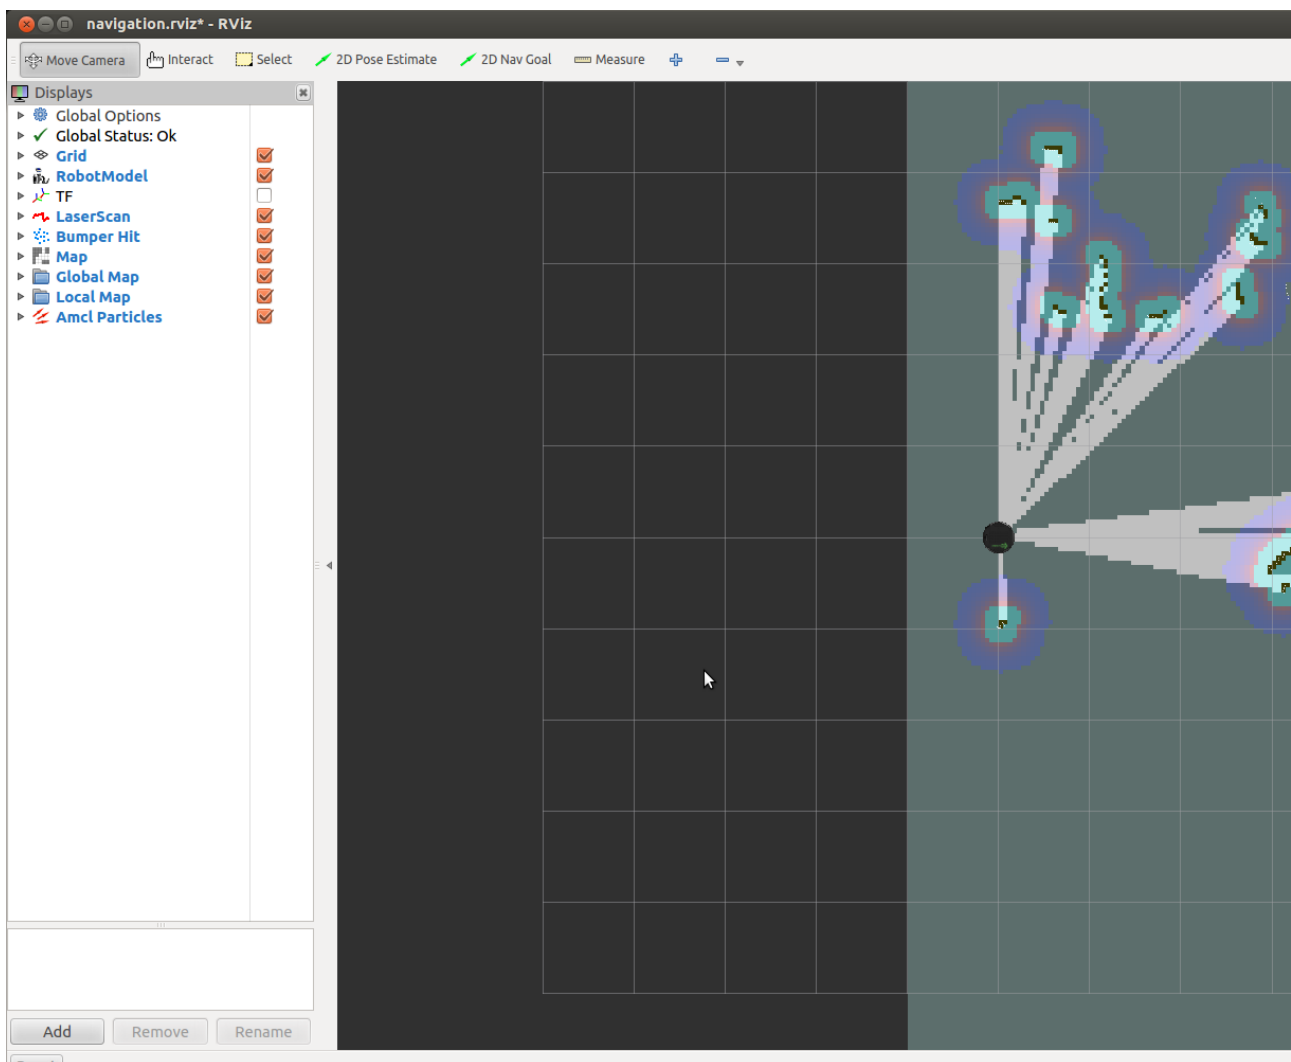 navigation.rviz* - RViz
Move Camera Interact Select 2D Pose Estimate 2D Nav Goal Measure
Displays
Global Options
Global Status: Ok
Grid
RobotModel
TF
LaserScan
Bumper Hit
Map
Global Map
Local Map
Amcl Particles
Add Remove Rename